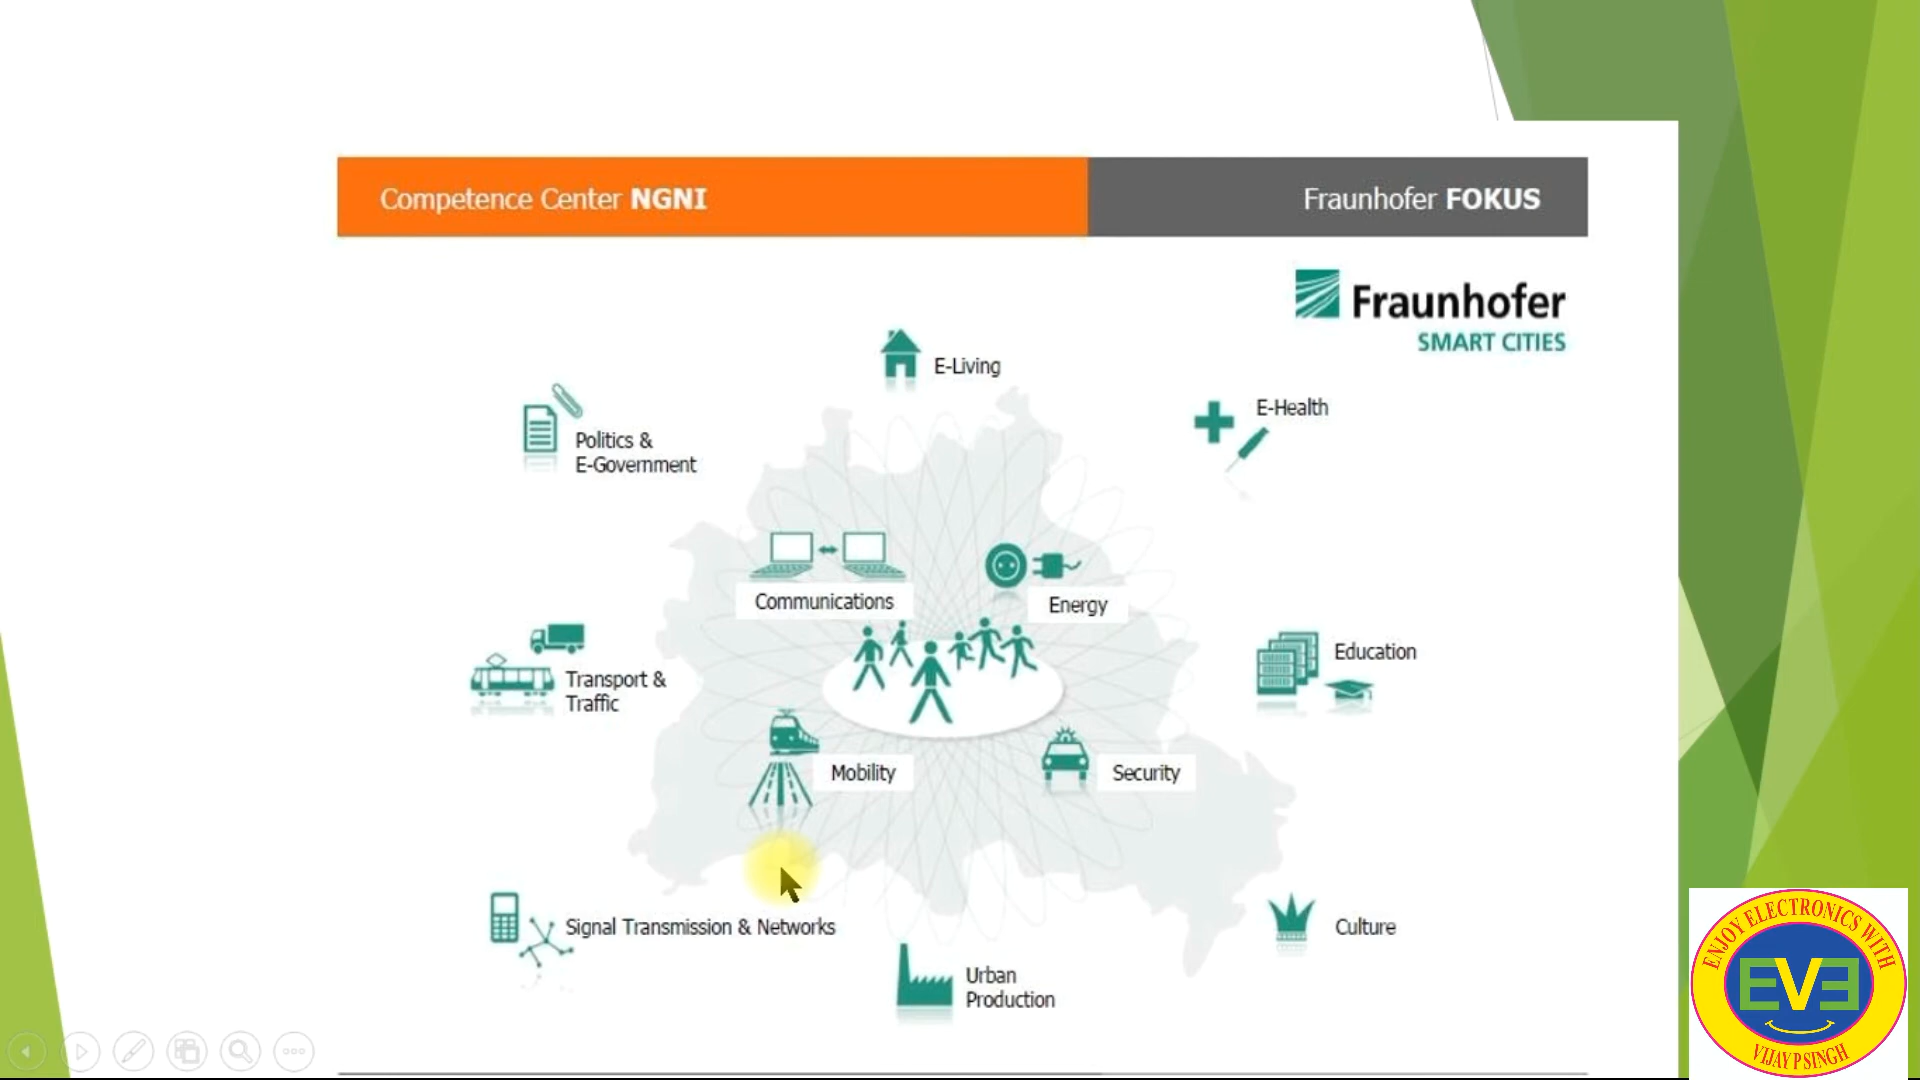 Competence Center NGNI
Fraunhofer FOKUS
Fraunhofer
SMART CITIES
E-Living
E-Health
Politics &
E-Government
Communications
Energy
Education
Transport &
Traffic
Mobility
Security
Signal Transmission & Networks
Culture
Urban
Production
ENJOY ELECTRONICS WITH
EVE
VIJAY P SINGH